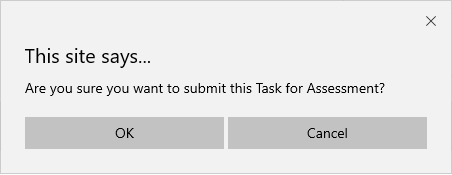 This site says...
Are you sure you want to submit this Task for Assessment?
OK
Cancel